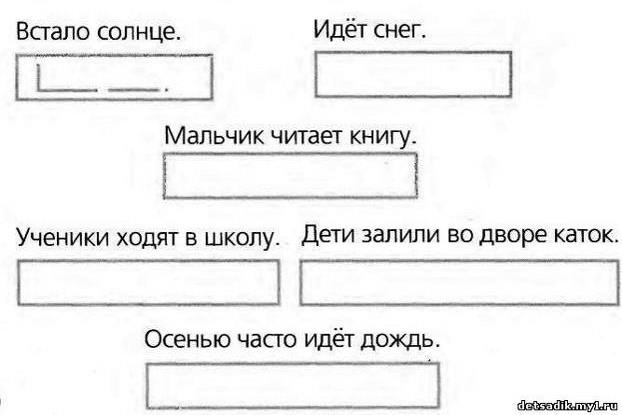 Встало солнце. Идёт снег.
Мальчик читает книгу.
Ученики ходят в школу. Дети залили во дворе каток.
Осенью часто идёт дождь.
detsadik.my1.ru